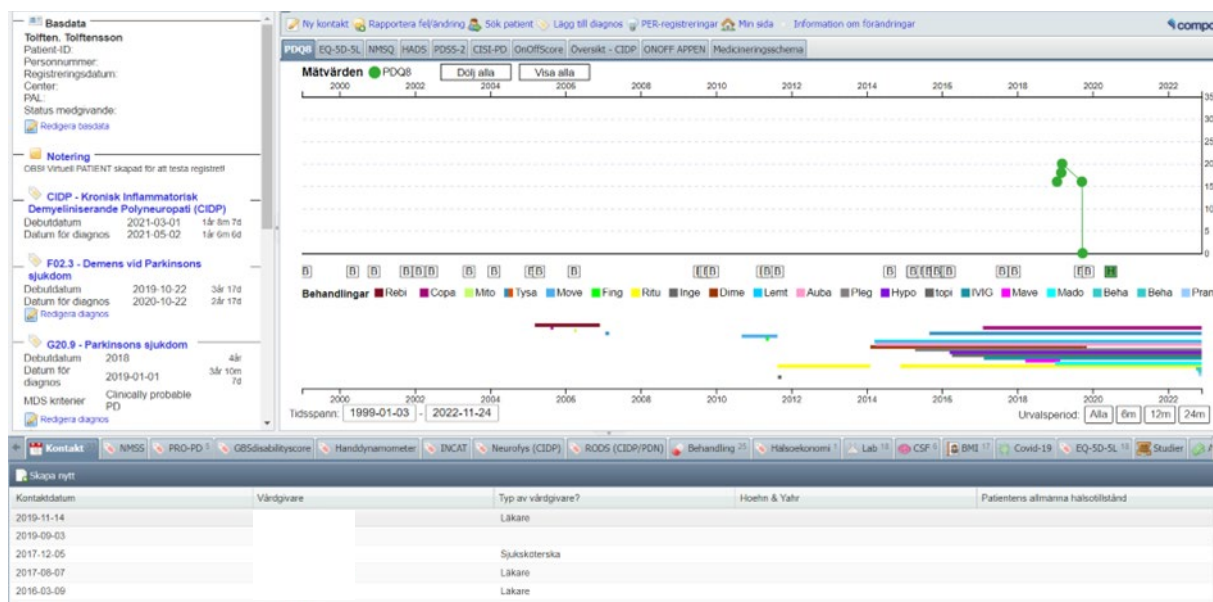 Basdata
Tolften. Tolftensson
Patient-ID:
Personnummer:
Registreringsdatum:
Center:
PAL:
Status medgivande:
Redigera basdata
Notering
OBS! Virtuell PATIENT skapad för att testa registret!
CIDP - Kronisk Inflammatorisk
Demyeliniserande Polyneuropati (CIDP)
Debutdatum 2021-03-01 1år 8m 7d
Datum för diagnos 2021-05-02 1år 6m 6d
F02.3 - Demens vid Parkinsons
sjukdom
Debutdatum 2019-10-22 3år 17d
Datum för diagnos 2020-10-22 2år 17d
Redigera diagnos
G20.9 - Parkinsons sjukdom
Debutdatum 2018 4år
Datum för
diagnos 2019-01-01 3år 10m
7d
MDS kriterier Clinically probable
PD
Redigera diagnos
Ny kontakt Rapportera fel/ändring Sök patient Lägg till diagnos PER-registreringar Min sida Information om förändringar
compo
PDQ8 EQ-5D-5L NMSQ HADS PDSS-2 CISI-PD OnOffScore Översikt - CIDP ONOFF APPEN Medicineringsschema
Mätvärden PDQ8 Dölj alla Visa alla
2000 2002 2004 2006 2008 2010 2012 2014 2016 2018 2020 2022
35
30
20
10
5
0
B B B B B B B B B B B B B B B H
Behandlingar Rebi Copa Mito Tysa Move Fing Ritu Inge Dime Lemt Auba Pleg Hypo topi IVIG Mave Mado Beha Beha Pran
2000 2002 2004 2006 2008 2010 2012 2014 2016 2018 2020 2022
Tidsspann: 1999-01-03 - 2022-11-24 Urvalsperiod: Alla 6m 12m 24m
Kontakt NMSS PRO-PD 5 GBSdisabilityscore Handdynamometer INCAT Neurofys (CIDP) RODS (CIDP/PDN) Behandling 25 Hälsoekonomi 1 Lab 18 CSF 6 BMI 17 Covid-19 EQ-5D-5L 18 Studier
Skapa nytt
Kontaktdatum Vårdgivare Typ av vårdgivare? Hoehn & Yahr Patientens allmänna hälsotillstånd
2019-11-14 Läkare
2019-09-03
2017-12-05 Sjuksköterska
2017-08-07 Läkare
2016-03-09 Läkare